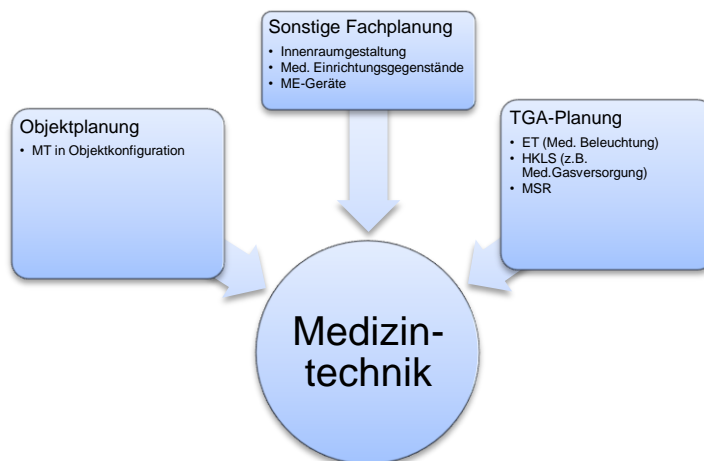 Sonstige Fachplanung
• Innenraumgestaltung
• Med. Einrichtungsgegenstände
• ME-Geräte
Objektplanung
• MT in Objektkonfiguration
TGA-Planung
• ET (Med. Beleuchtung)
• HKLS (z.B.
Med.Gasversorgung)
• MSR
Medizin-
technik